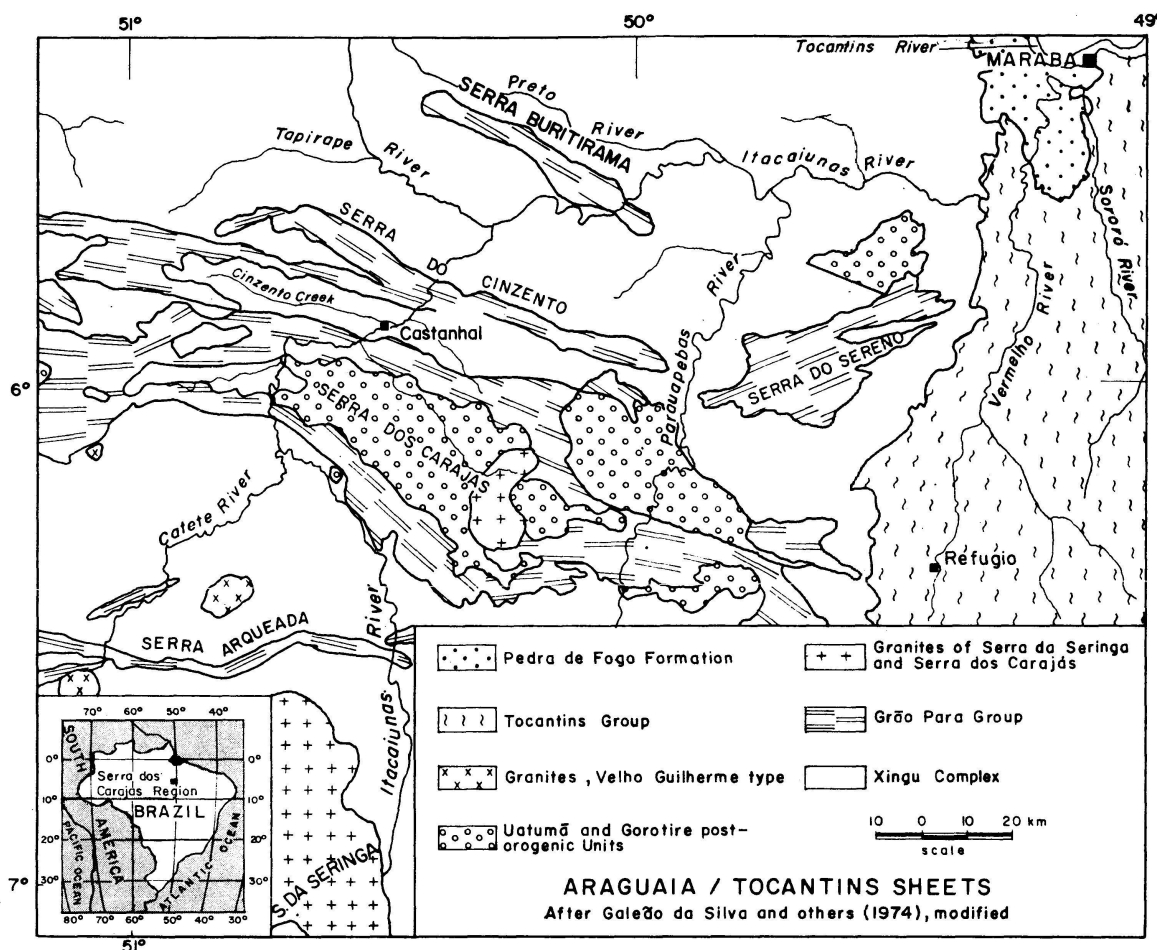 51°
50°
49°
Tocantins River
MARABA
Preto
River
SERRA BURITIRAMA
Tapirape
River
Itacaiunas
River
Sororó River
SERRA
DO
CINZENTO
River
River
Cinzento Creek
Castanhal
Parauapebas
SERRA DO SERENO
Vermelho
6°
SERRA DOS CARAJAS
Catete River
Refugio
SERRA ARQUEADA
River
Itacaiunas
Pedra de Fogo Formation
Granites of Serra da Seringa
and Serra dos Carajás
Tocantins Group
Grão Para Group
Granites, Velho Guilherme type
Xingu Complex
Uatumã and Gorotire post-
orogenic Units
10 0 10 20 km
scale
70° 60° 50° 40°
SOUTH
AMERICA
0°
10°
20°
30°
0°
10°
20°
30°
Serra dos
Carajas Region
BRAZIL
PACIFIC OCEAN
ATLANTIC OCEAN
80° 70° 60° 50° 40° 30°
S. DA SERINGA
7°
51°
ARAGUAIA / TOCANTINS SHEETS
After Galeão da Silva and others (1974), modified